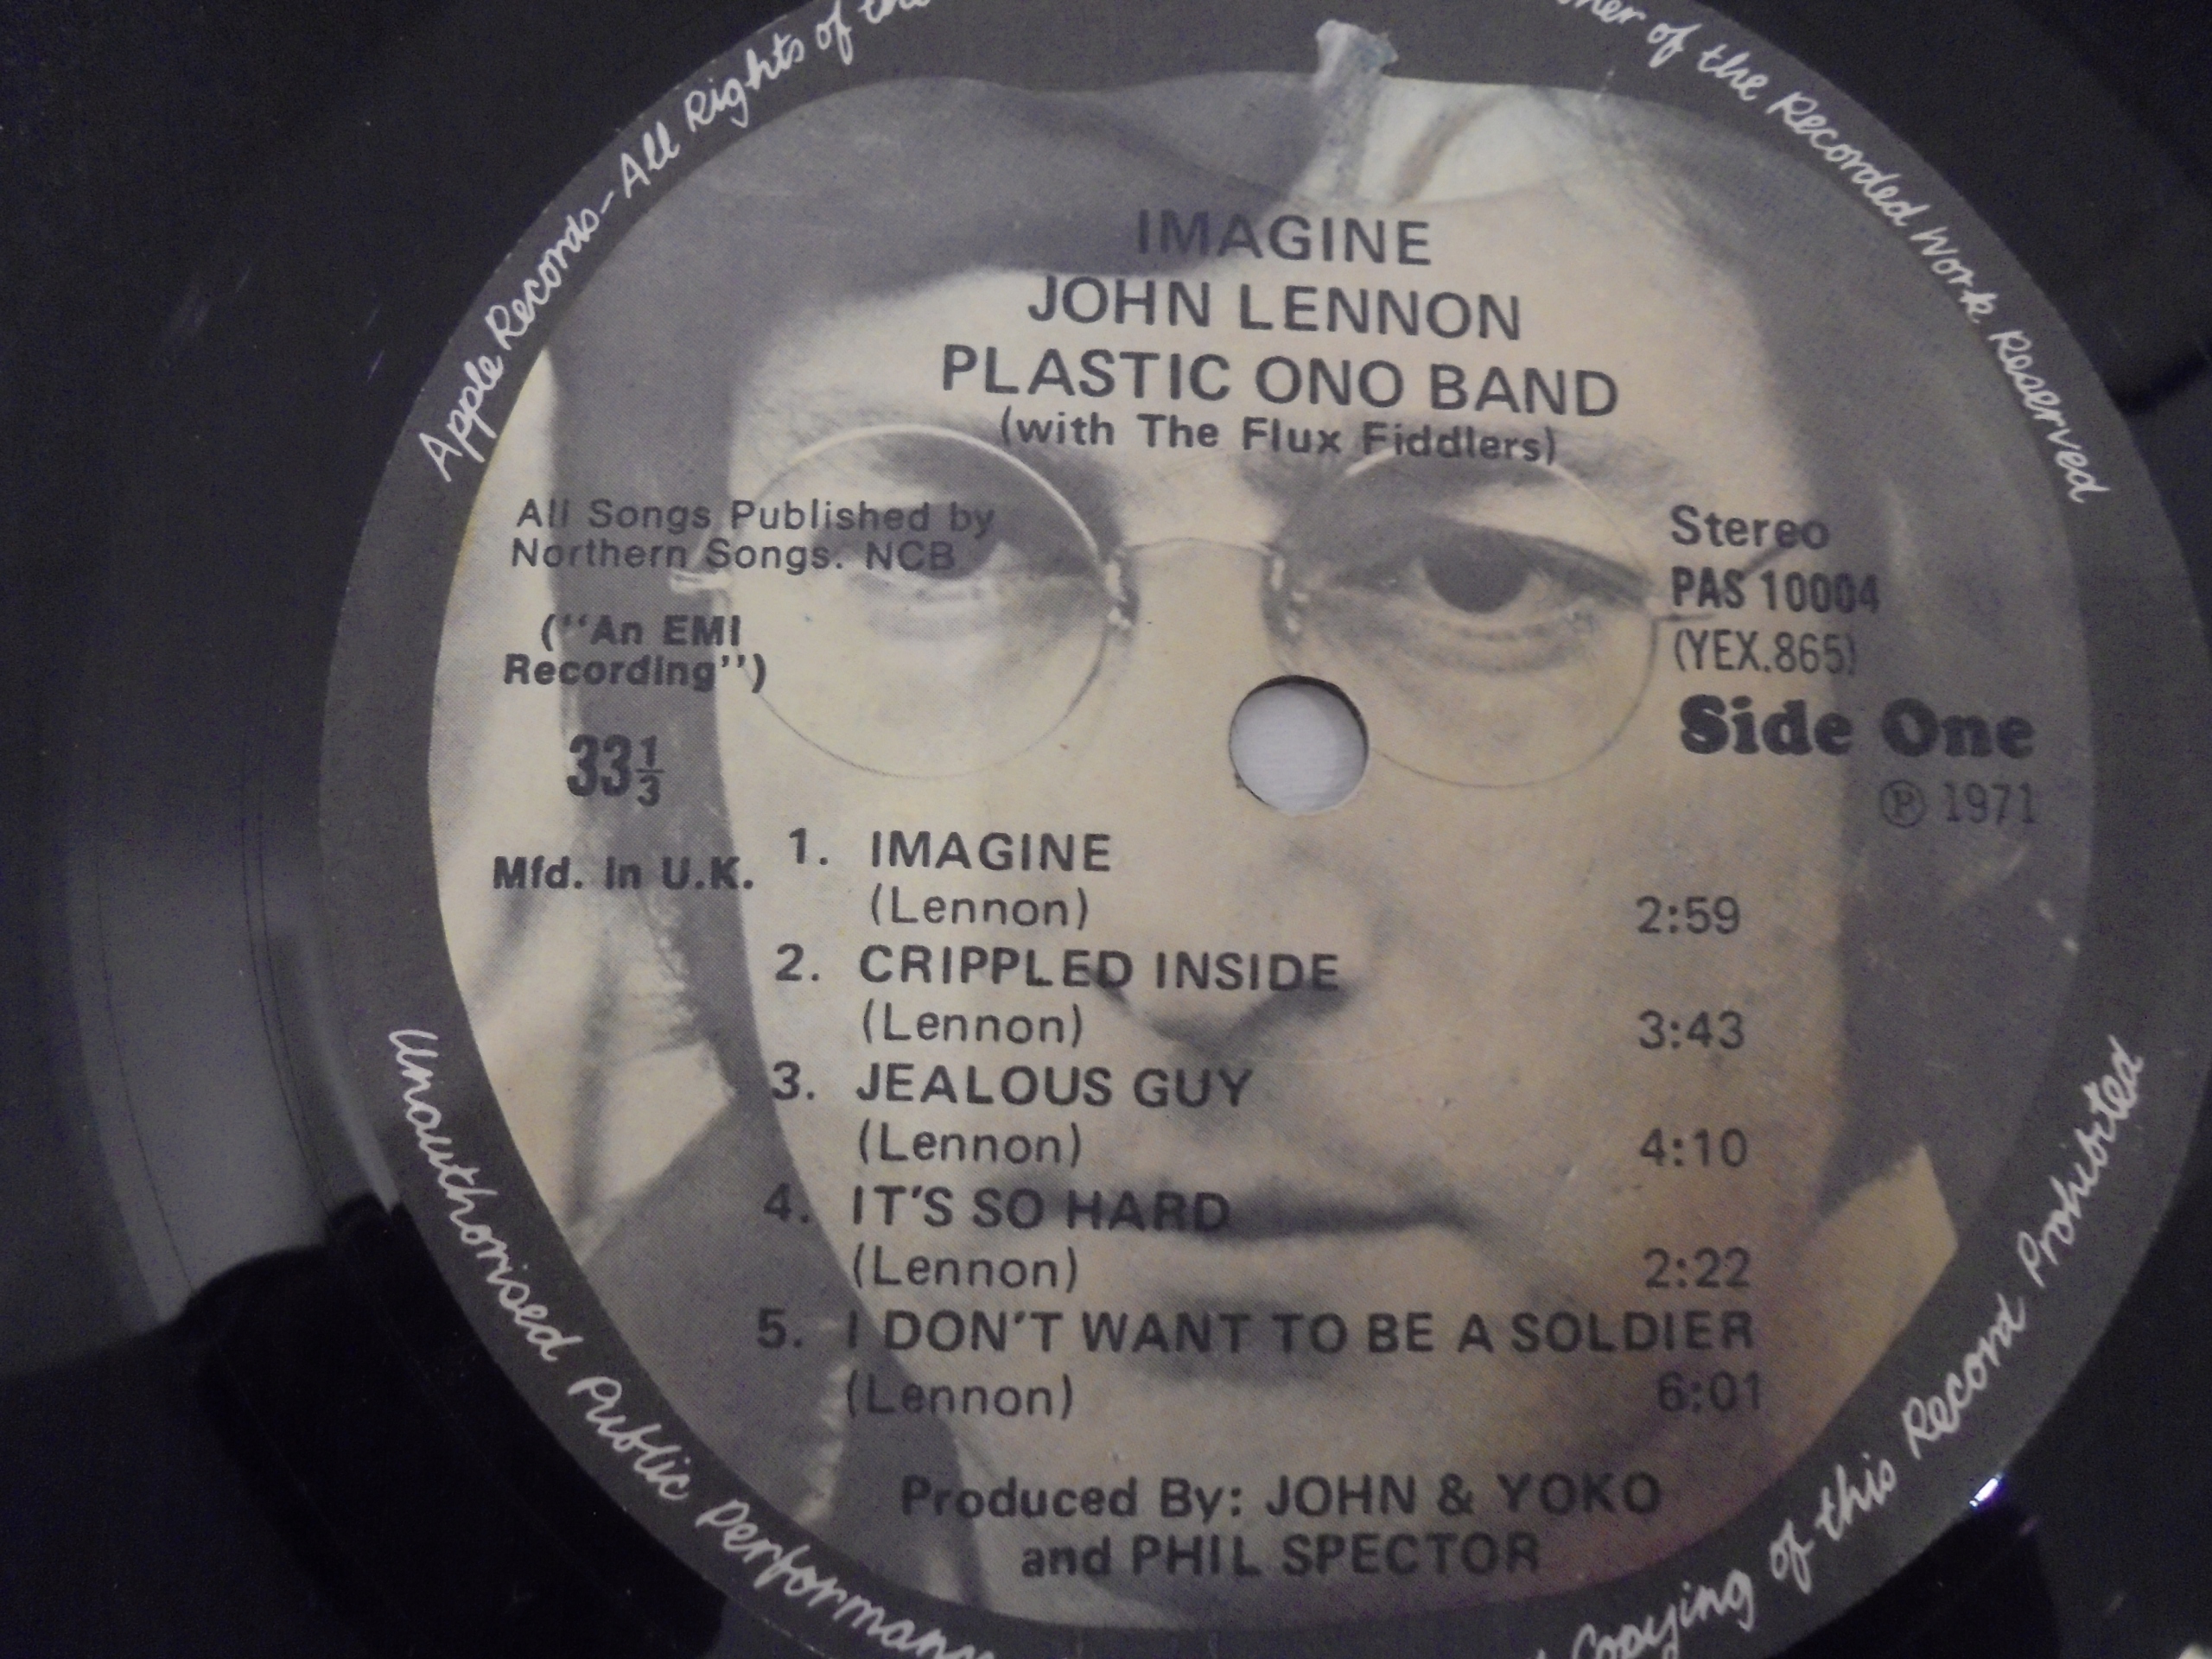 Apple Records-All Rights of the
of the Recorded Work Reserved
IMAGINE
JOHN LENNON
PLASTIC ONO BAND
(with The Flux Fiddlers)
All Songs Published by
Northern Songs. NCB
(''An EMI
Recording'')
33 1/3
Mfd. in U.K.
Stereo
PAS 10004
(YEX.865)
Side One
Ⓟ 1971
1. IMAGINE
(Lennon) 2:59
2. CRIPPLED INSIDE
(Lennon) 3:43
3. JEALOUS GUY
(Lennon) 4:10
4. IT'S SO HARD
(Lennon) 2:22
5. I DON'T WANT TO BE A SOLDIER
(Lennon) 6:01
Produced By: JOHN & YOKO
and PHIL SPECTOR
Unauthorised Public
Copying of this Record Prohibited